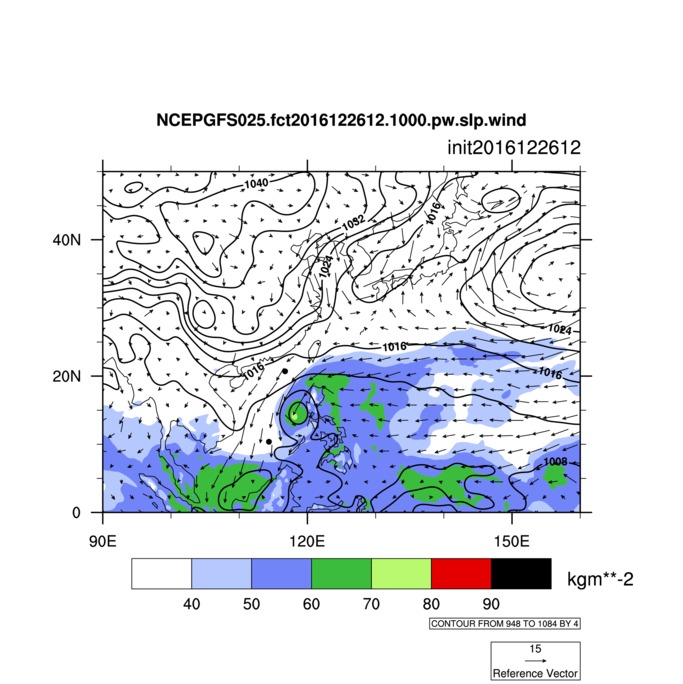 NCEPGFS025.fct2016122612.1000.pw.slp.wind
init2016122612
1040
1032
1016
1024
40N
1024
1016
1016
1016
20N
1008
0
90E 120E 150E
kgm**-2
40 50 60 70 80 90
CONTOUR FROM 948 TO 1084 BY 4
15
Reference Vector